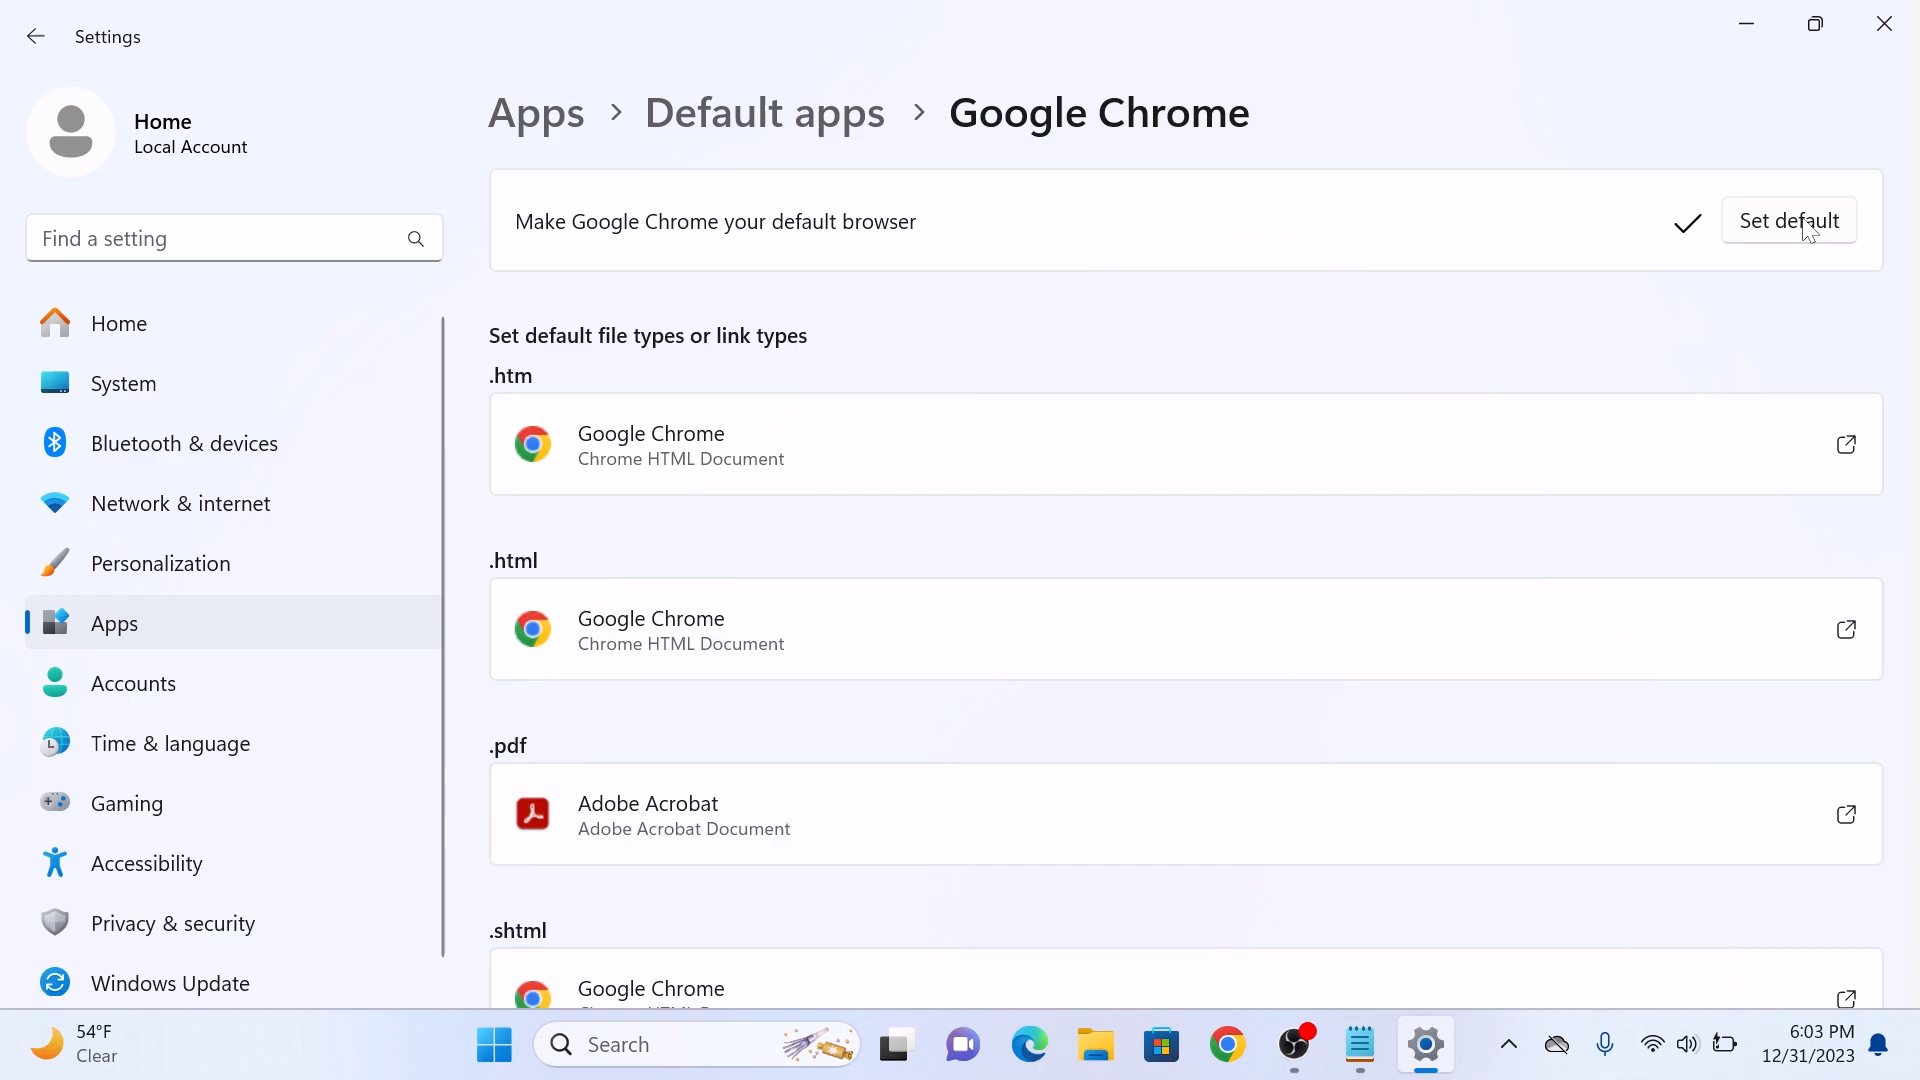 Settings
Home
Local Account
Find a setting
Home
System
Bluetooth & devices
Network & internet
Personalization
Apps
Accounts
Time & language
Gaming
Accessibility
Privacy & security
Windows Update
Apps > Default apps > Google Chrome
Make Google Chrome your default browser
Set default
Set default file types or link types
.htm
Google Chrome
Chrome HTML Document
.html
Google Chrome
Chrome HTML Document
.pdf
Adobe Acrobat
Adobe Acrobat Document
.shtml
Google Chrome
54°F
Clear
Search
6:03 PM
12/31/2023